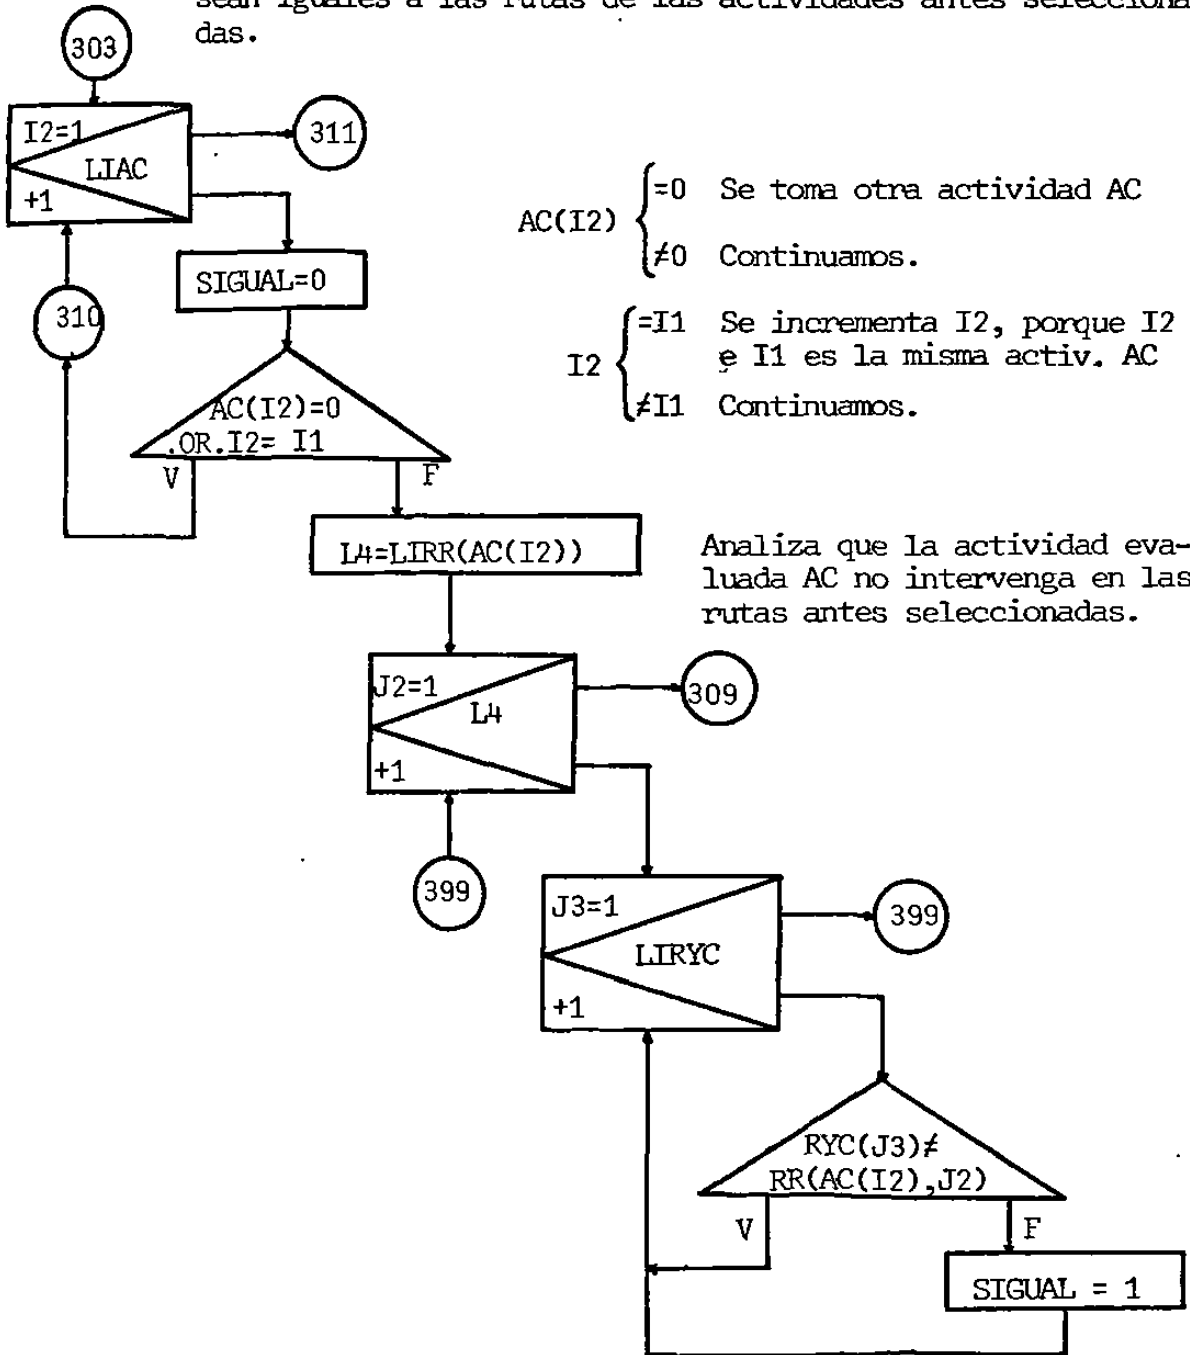 sean iguales a las rutas de las actividades antes selecciona
das.
303
I2=1
LIAC
+1
311
AC(I2)
=0 Se toma otra actividad AC
≠0 Continuamos.
SIGUAL=0
310
I2
=I1 Se incrementa I2, porque I2
e I1 es la misma activ. AC
≠I1 Continuamos.
AC(I2)=0
.OR.I2= I1
V
F
L4=LIRR(AC(I2))
Analiza que la actividad eva-
luada AC no intervenga en las
rutas antes seleccionadas.
J2=1
L4
+1
309
399
J3=1
LIRYC
+1
399
RYC(J3)≠
RR(AC(I2),J2)
V
F
SIGUAL = 1